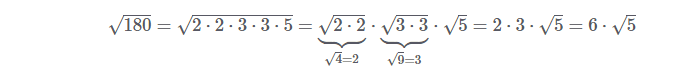 √180 = √2·2·3·3·5 = √2·2 · √3·3 · √5 = 2·3·√5 = 6·√5
√4=2 √9=3